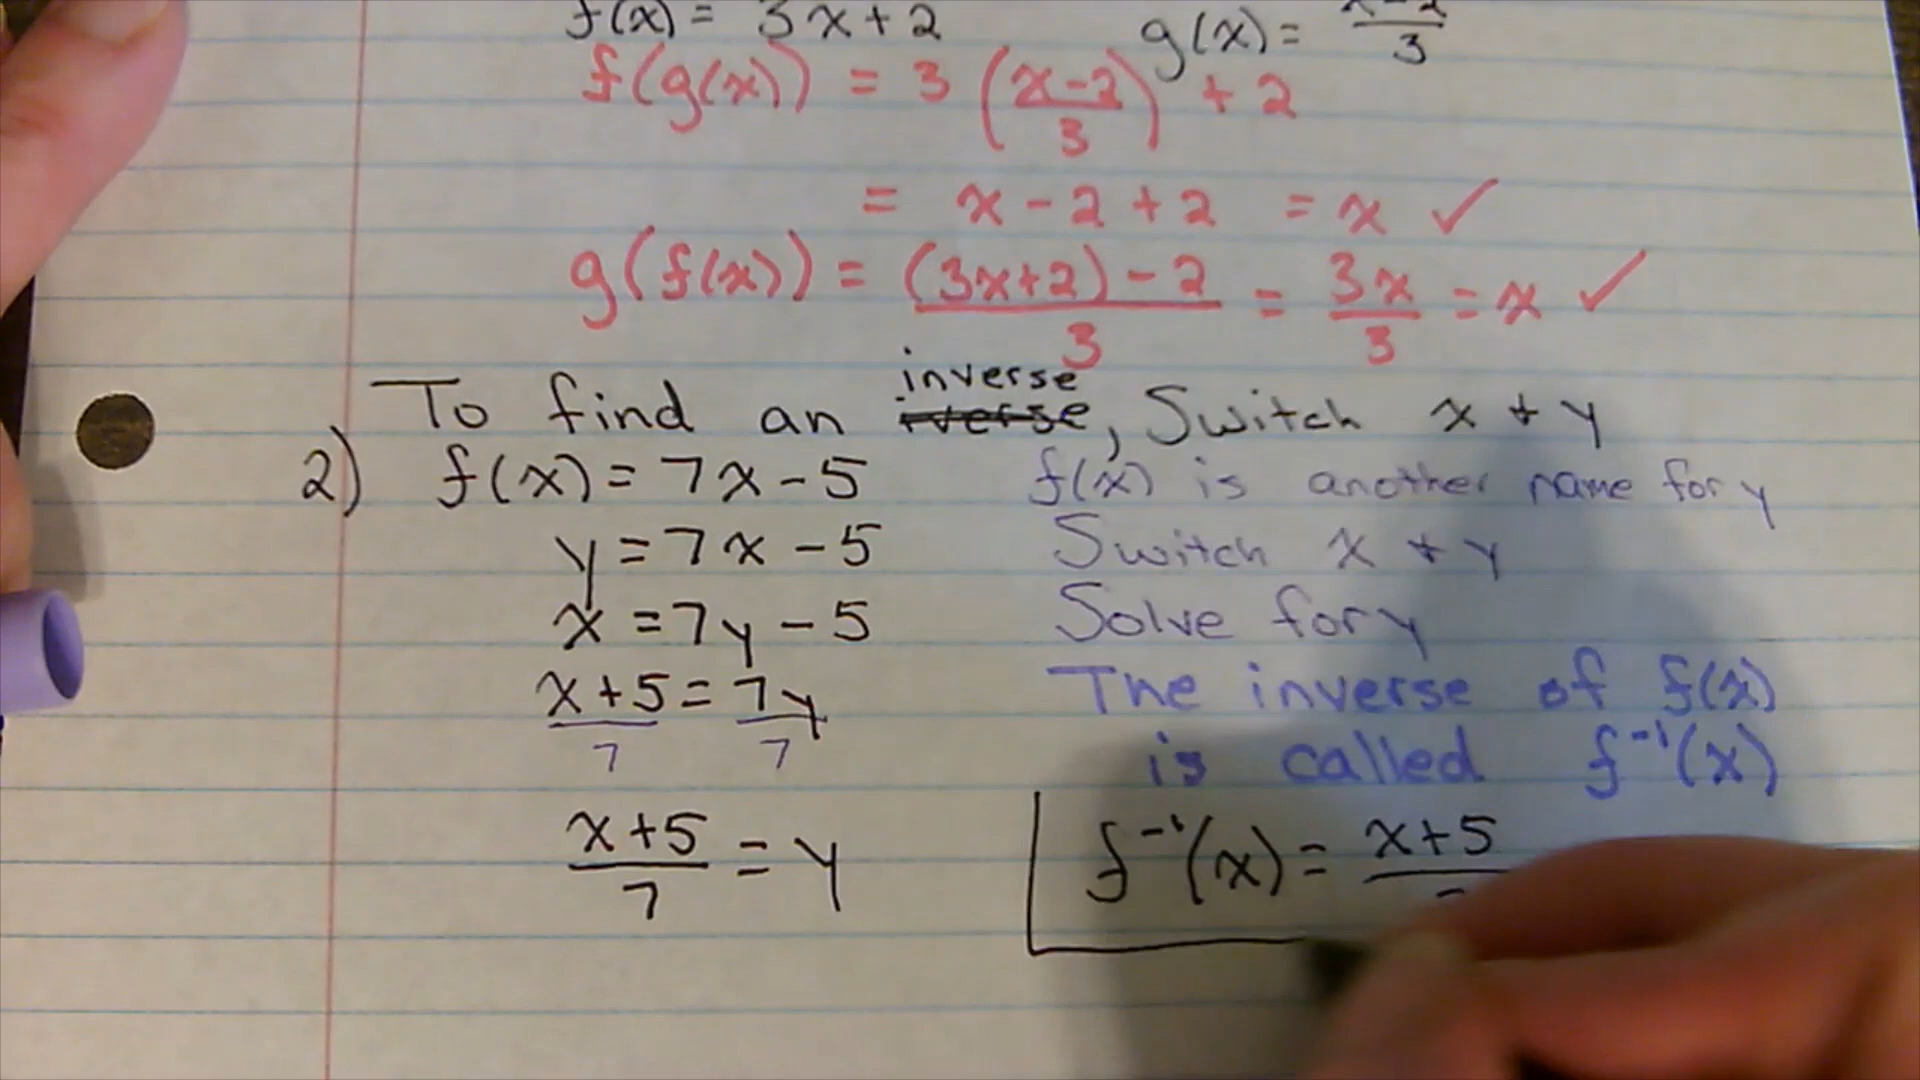 f(x) = 3x+2 g(x) = x-2/3
f(g(x)) = 3 (x-2/3) + 2
= x - 2 + 2 = x ✓
g(f(x)) = (3x+2) - 2/3 = 3x/3 = x ✓
inverse
To find an verse, Switch x + y
2) f(x) = 7x - 5 f(x) is another name for y
y = 7x - 5 Switch x + y
x = 7y - 5 Solve for y
x+5/7 = 7y/7 The inverse of f(x)
is called f⁻¹(x)
x+5/7 = y f⁻¹(x) = x+5